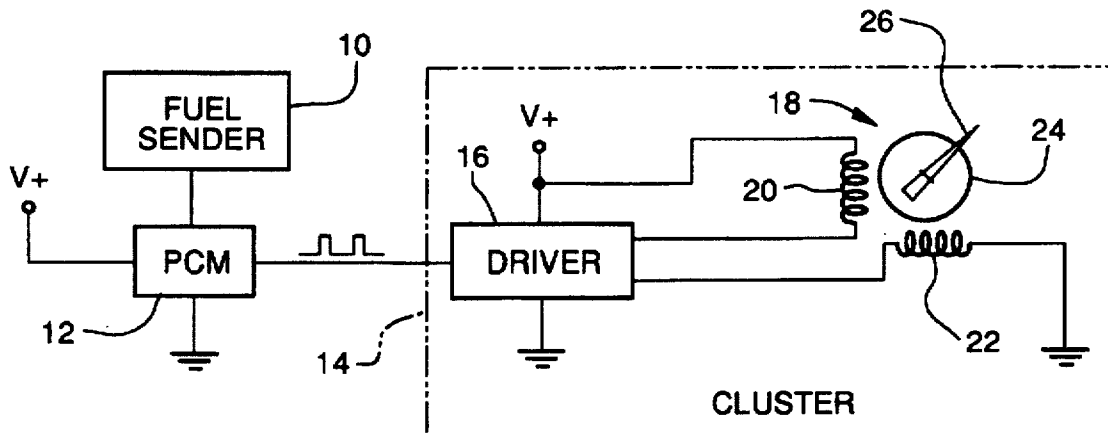 10
26
FUEL
SENDER
18
V+
24
16
V+
20
PCM
DRIVER
12
14
22
CLUSTER